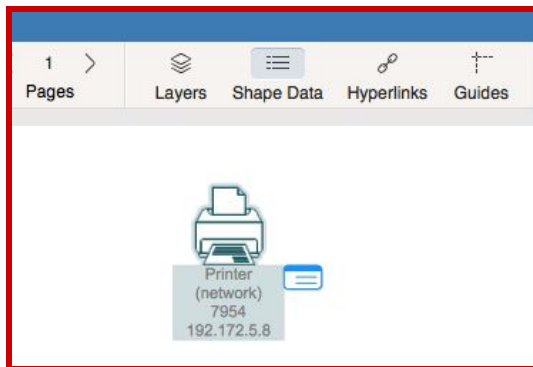 1
Pages
Layers
Shape Data
Hyperlinks
Guides
Printer
(network)
7954
192.172.5.8